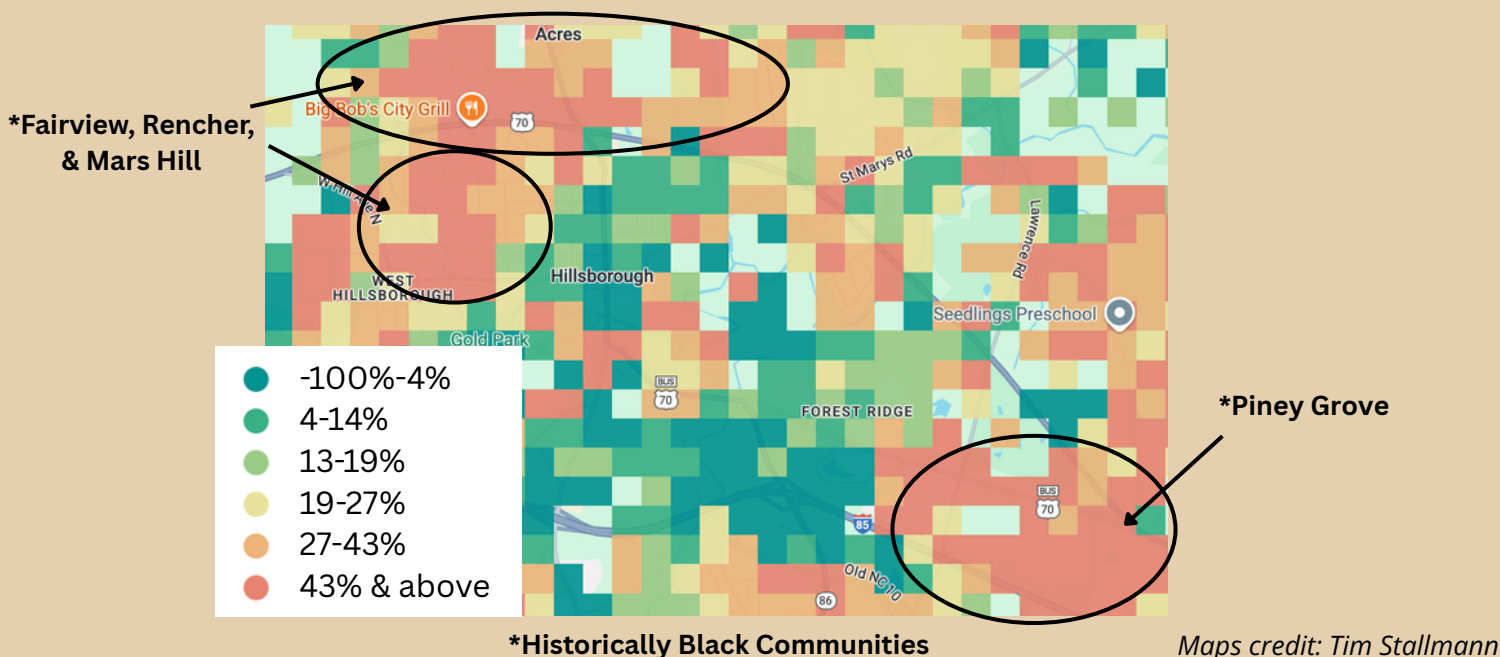 Acres
Big Bob's City Grill
70
*Fairview, Rencher,
& Mars Hill
St Marys Rd
W Hill Ave N
Lawrence Rd
Hillsborough
WEST
HILLSBOROUGH
Seedlings Preschool
Gold Park
-100%-4%
4-14%
13-19%
19-27%
27-43%
43% & above
BUS
70
FOREST RIDGE
*Piney Grove
BUS
70
85
Old NC 10
86
*Historically Black Communities
Maps credit: Tim Stallmann